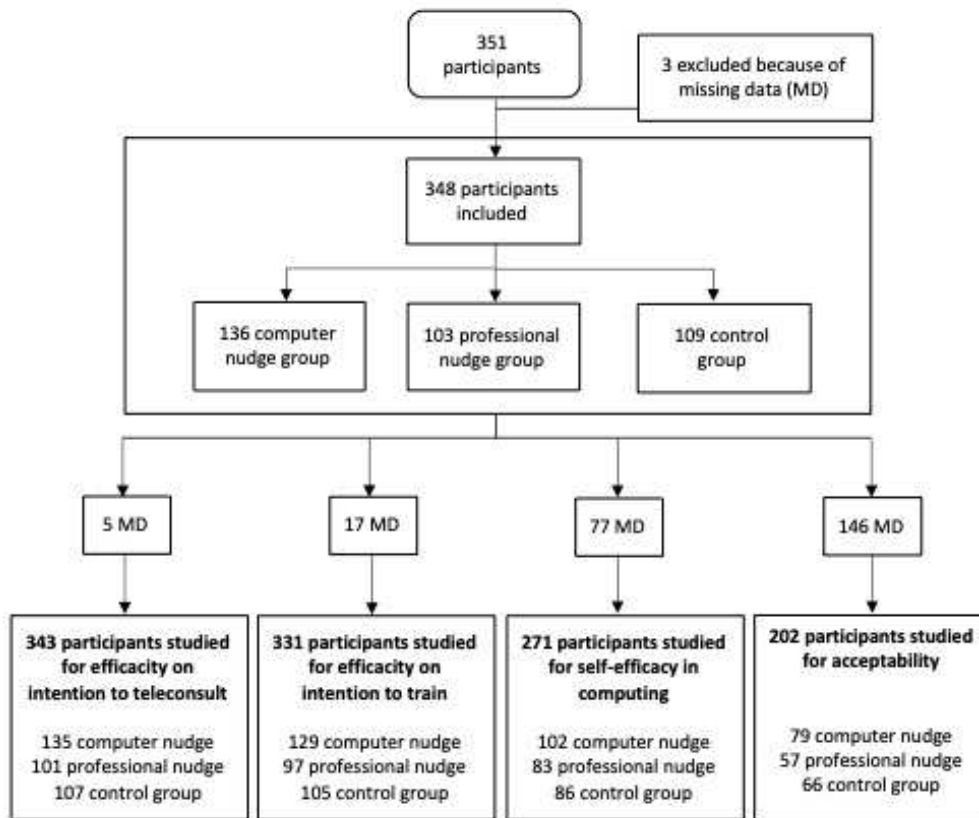 351
participants
3 excluded because of
missing data (MD)
348 participants
included
136 computer
nudge group
103 professional
nudge group
109 control
group
5 MD
17 MD
77 MD
146 MD
343 participants studied
for efficacity on
intention to teleconsult
135 computer nudge
101 professional nudge
107 control group
331 participants studied
for efficacity on
intention to train
129 computer nudge
97 professional nudge
105 control group
271 participants studied
for self-efficacy in
computing
102 computer nudge
83 professional nudge
86 control group
202 participants studied
for acceptability
79 computer nudge
57 professional nudge
66 control group